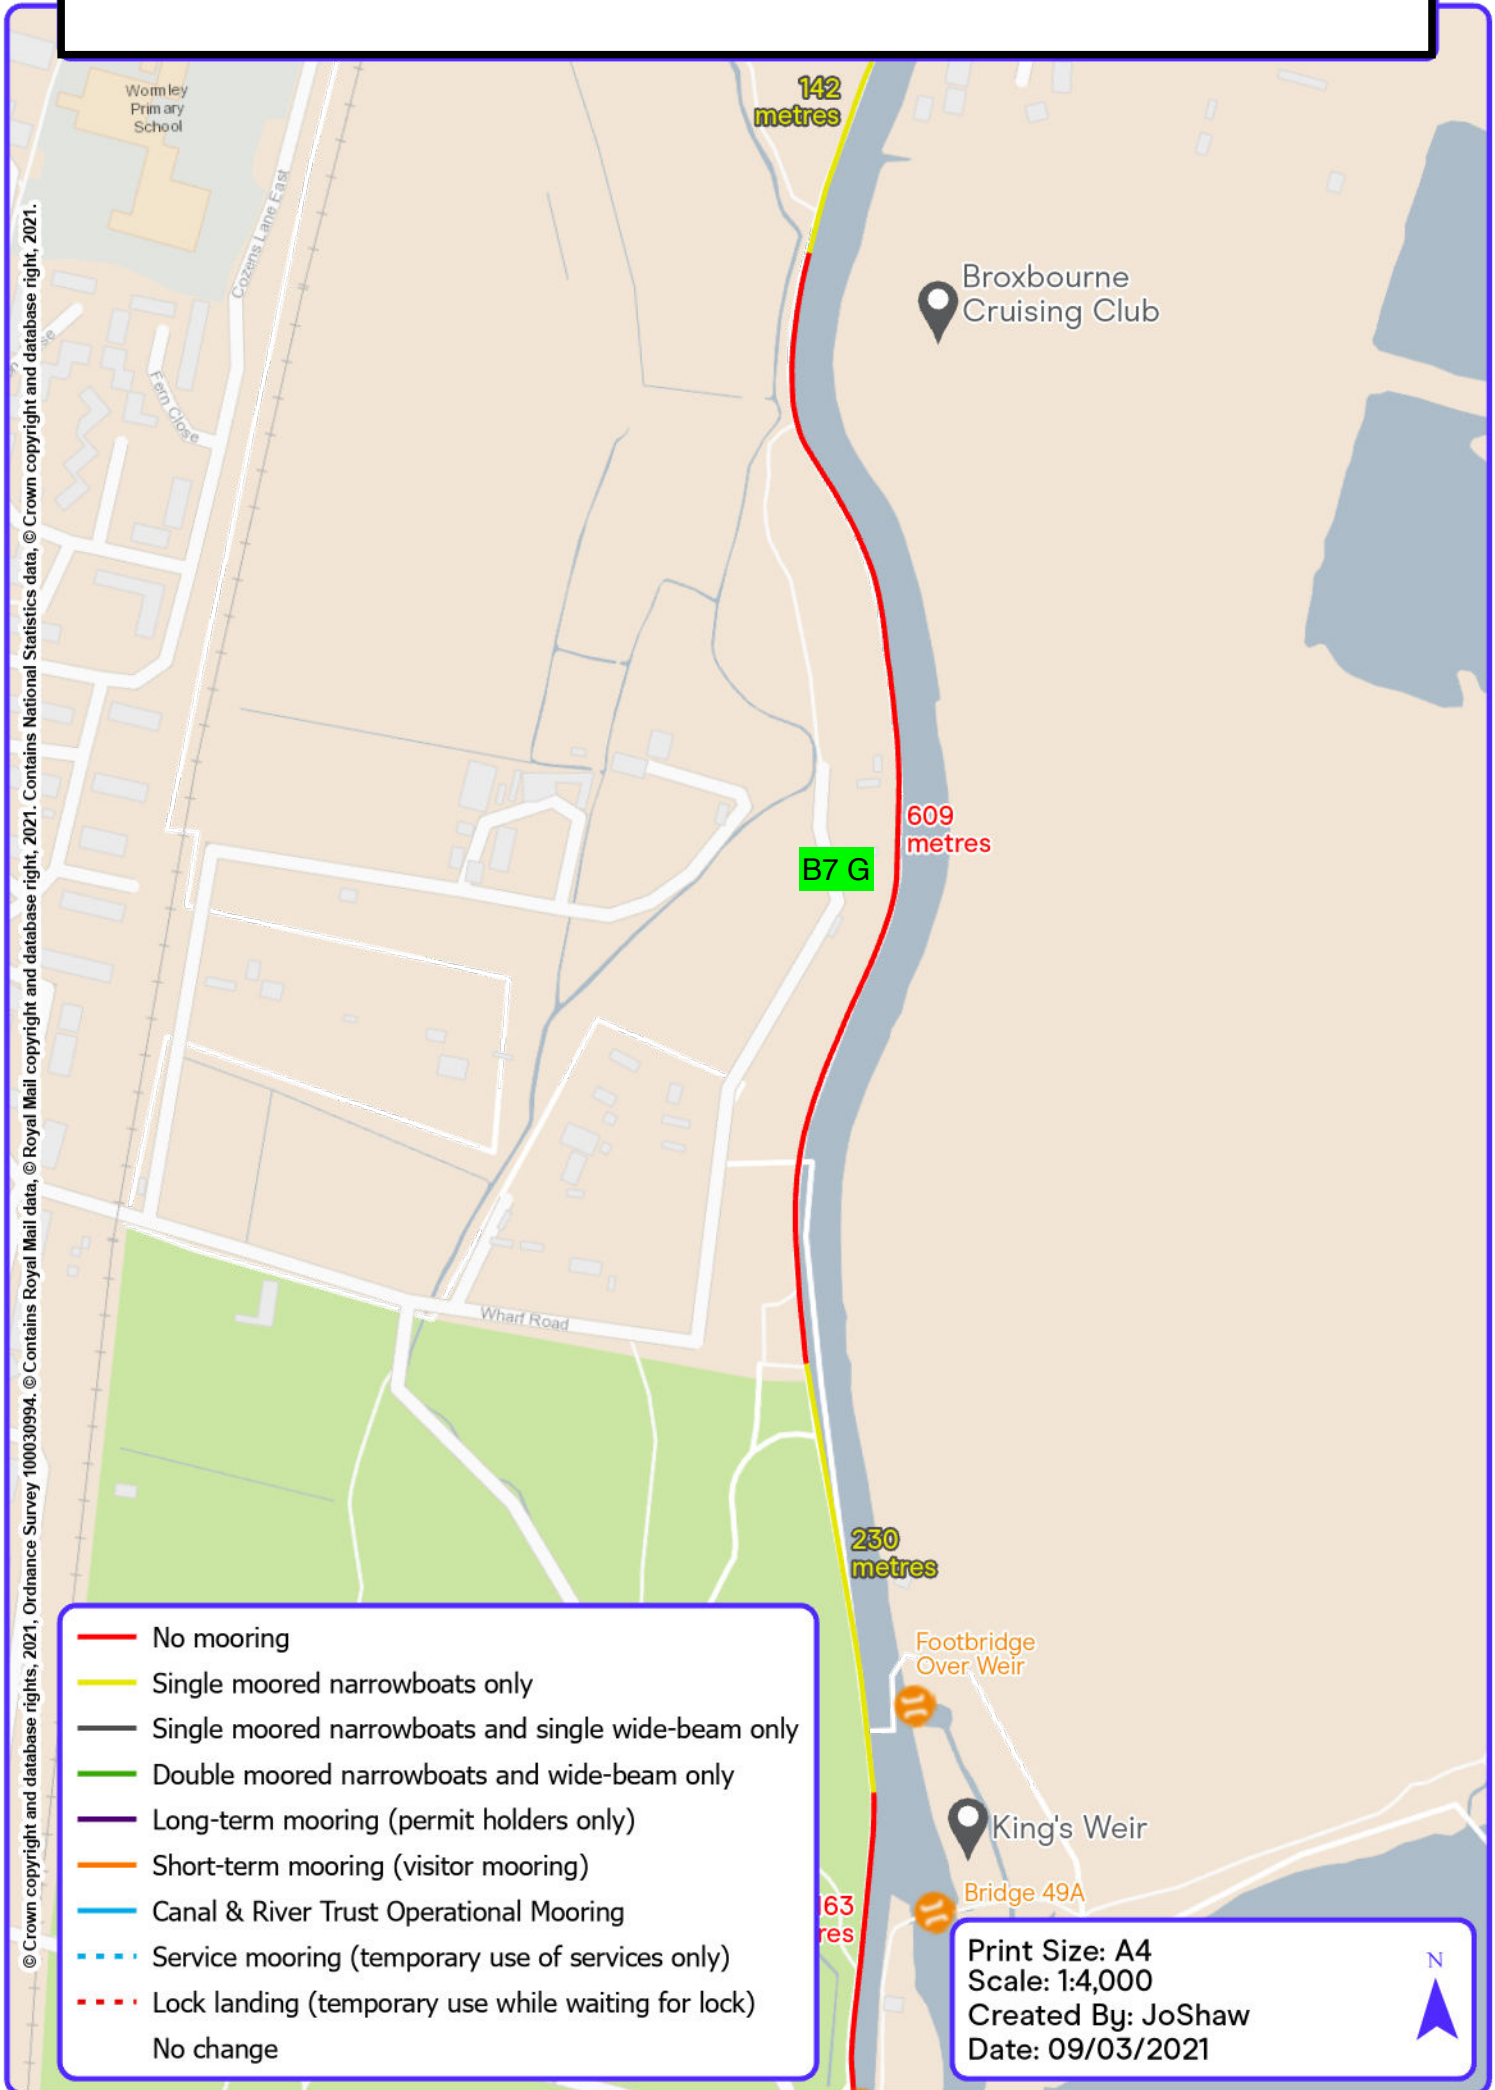 142
metres
Wormley
Primary
School
Cozens Lane East
Broxbourne
Cruising Club
Fern Close
609
metres
B7 G
Wharf Road
230
metres
Footbridge
Over Weir
King's Weir
Bridge 49A
163
res
No mooring
Single moored narrowboats only
Single moored narrowboats and single wide-beam only
Double moored narrowboats and wide-beam only
Long-term mooring (permit holders only)
Short-term mooring (visitor mooring)
Canal & River Trust Operational Mooring
Service mooring (temporary use of services only)
Lock landing (temporary use while waiting for lock)
No change
Print Size: A4
Scale: 1:4,000
Created By: JoShaw
Date: 09/03/2021
N
© Crown copyright and database rights, 2021, Ordnance Survey 100030994. © Contains Royal Mail data, © Royal Mail copyright and database right, 2021. Contains National Statistics data, © Crown copyright and database right, 2021.